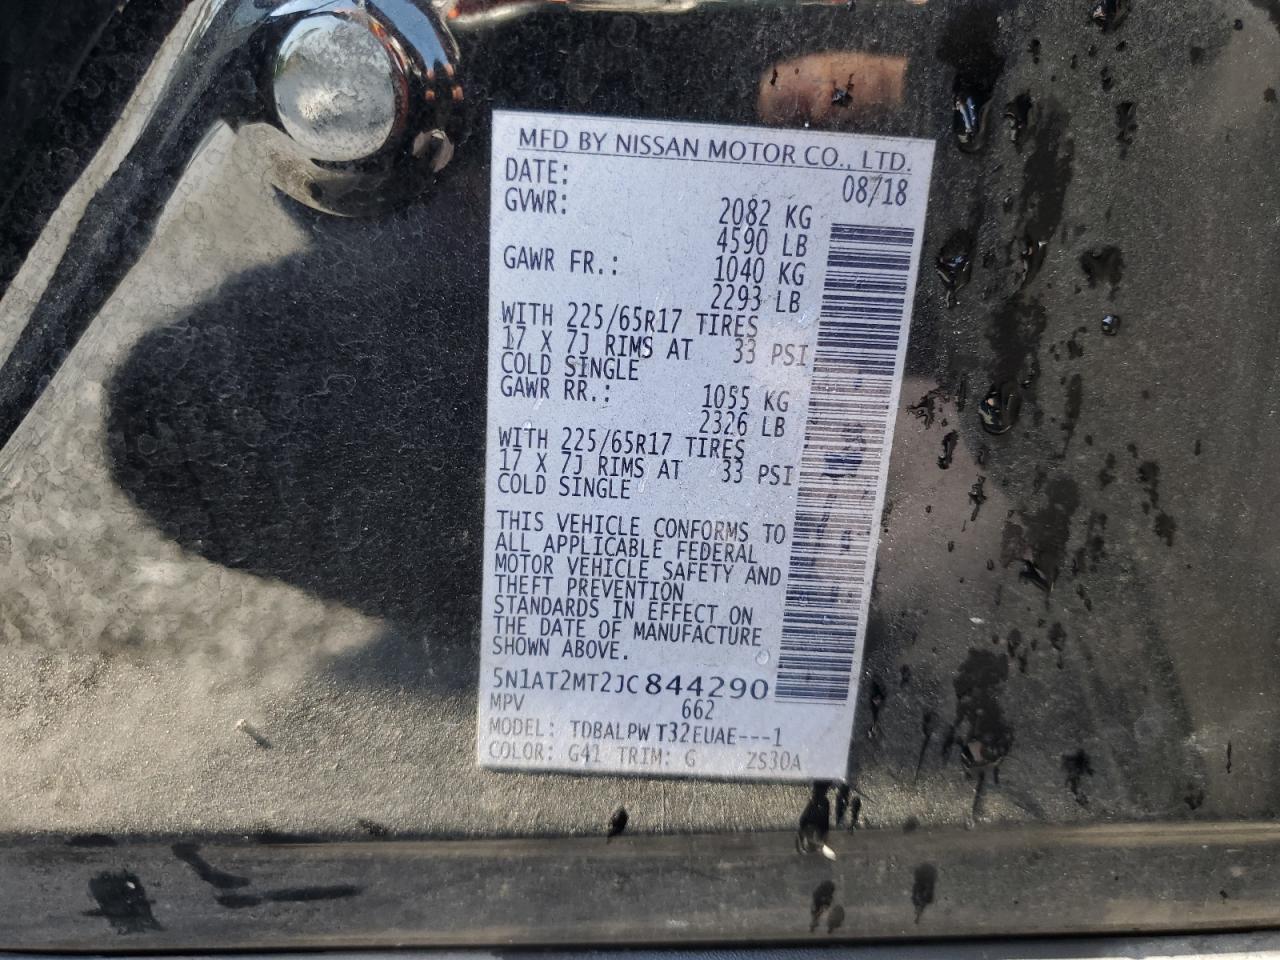 MFD BY NISSAN MOTOR CO., LTD.
DATE: 08/18
GVWR: 2082 KG
4590 LB
GAWR FR.: 1040 KG
2293 LB
WITH 225/65R17 TIRES
17 X 7J RIMS AT 33 PSI
COLD SINGLE
GAWR RR.: 1055 KG
2326 LB
WITH 225/65R17 TIRES
17 X 7J RIMS AT 33 PSI
COLD SINGLE
THIS VEHICLE CONFORMS TO
ALL APPLICABLE FEDERAL
MOTOR VEHICLE SAFETY AND
THEFT PREVENTION
STANDARDS IN EFFECT ON
THE DATE OF MANUFACTURE
SHOWN ABOVE.
5N1AT2MT2JC844290
MPV 662
MODEL: TDBALPW T32EUAE---1
COLOR: G41 TRIM: G ZS30A